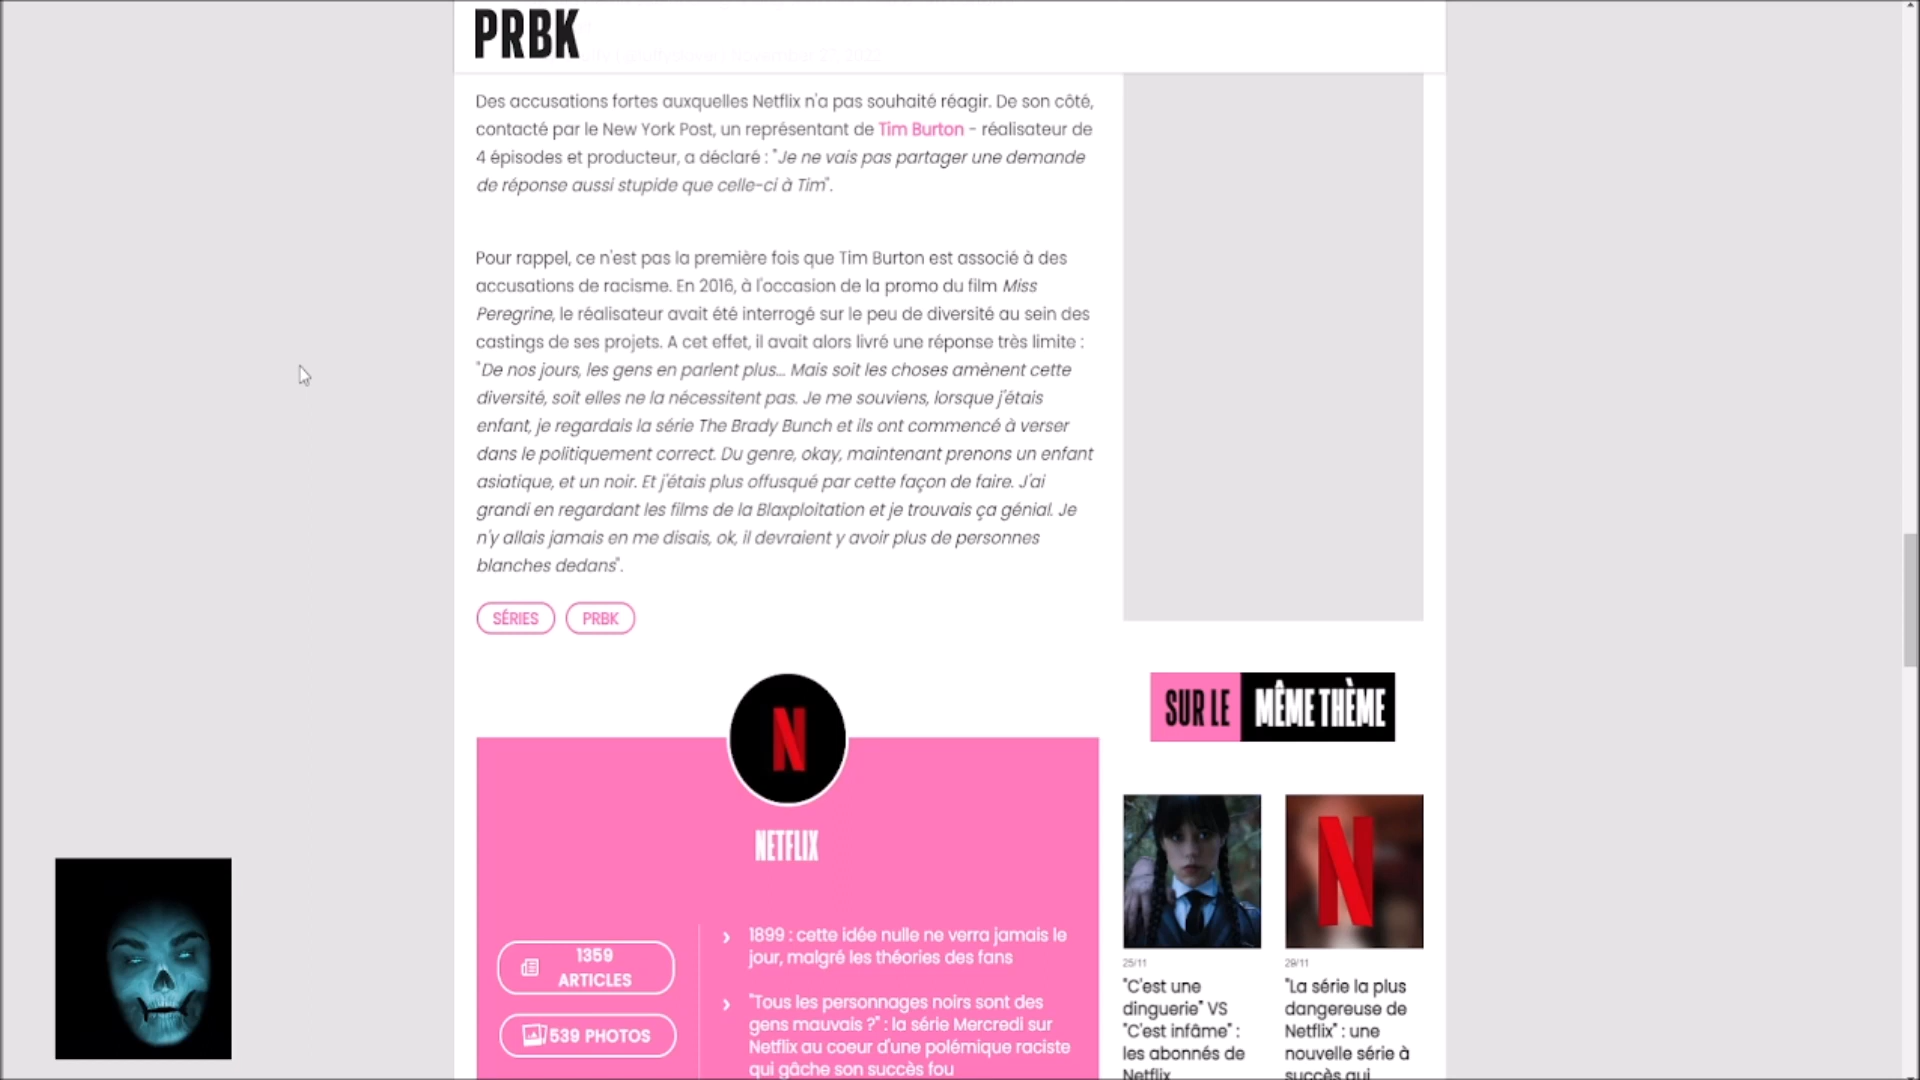 PRBK
Des accusations fortes auxquelles Netflix n'a pas souhaité réagir. De son côté,
contacté par le New York Post, un représentant de Tim Burton - réalisateur de
4 épisodes et producteur, a déclaré : "Je ne vais pas partager une demande
de réponse aussi stupide que celle-ci à Tim".
Pour rappel, ce n'est pas la première fois que Tim Burton est associé à des
accusations de racisme. En 2016, à l'occasion de la promo du film Miss
Peregrine, le réalisateur avait été interrogé sur le peu de diversité au sein des
castings de ses projets. A cet effet, il avait alors livré une réponse très limite :
"De nos jours, les gens en parlent plus... Mais soit les choses amènent cette
diversité, soit elles ne la nécessitent pas. Je me souviens, lorsque j'étais
enfant, je regardais la série The Brady Bunch et ils ont commencé à verser
dans le politiquement correct. Du genre, okay, maintenant prenons un enfant
asiatique, et un noir. Et j'étais plus offusqué par cette façon de faire. J'ai
grandi en regardant les films de la Blaxploitation et je trouvais ça génial. Je
n'y allais jamais en me disais, ok, il devraient y avoir plus de personnes
blanches dedans".
SÉRIES PRBK
NETFLIX
1359
ARTICLES
539 PHOTOS
1899 : cette idée nulle ne verra jamais le
jour, malgré les théories des fans
"Tous les personnages noirs sont des
gens mauvais ?" : la série Mercredi sur
Netflix au coeur d'une polémique raciste
qui gâche son succès fou
SUR LE MÊME THÈME
25/11
"C'est une
dinguerie" VS
"C'est infâme" :
les abonnés de
Netflix
29/11
"La série la plus
dangereuse de
Netflix" : une
nouvelle série à
succès qui